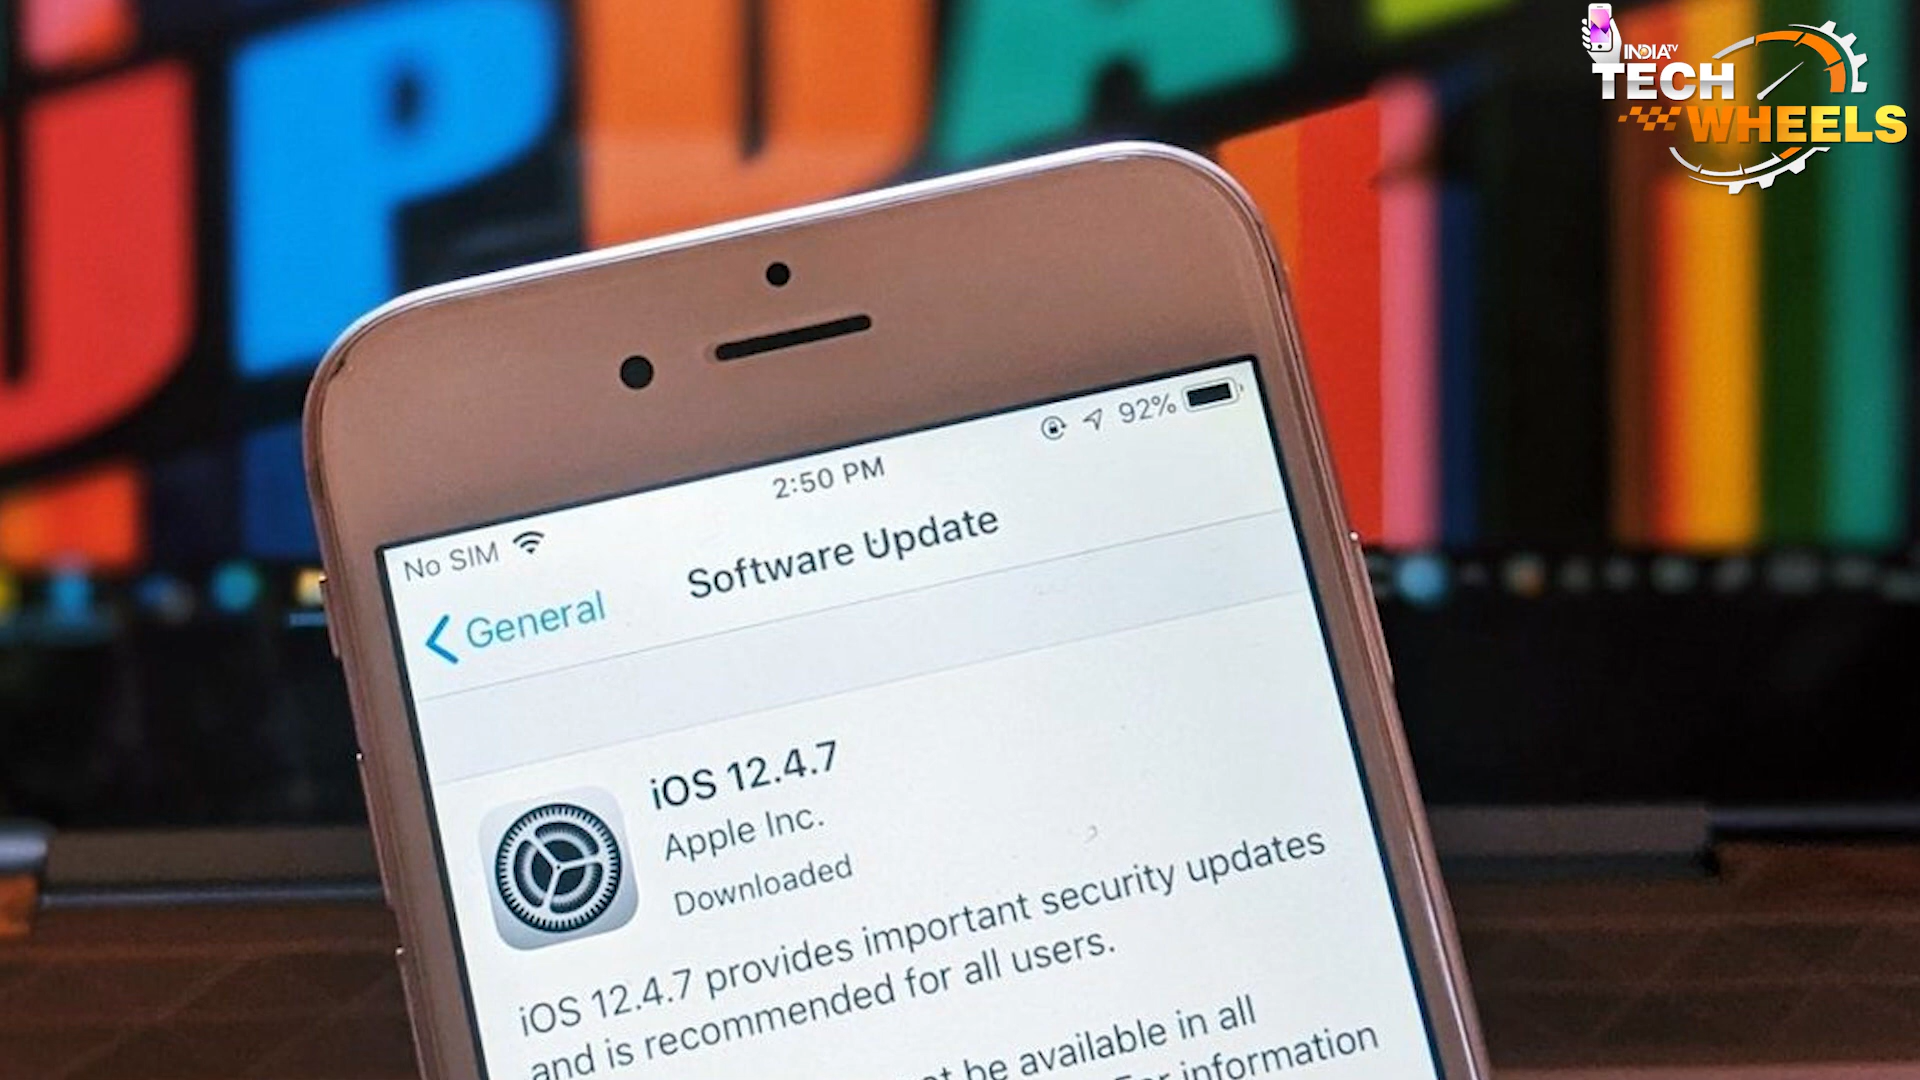 INDIA TV
TECH
WHEELS
UPDA
92%
2:50 PM
No SIM
Software Update
General
iOS 12.4.7
Apple Inc.
Downloaded
iOS 12.4.7 provides important security updates
and is recommended for all users.
be available in all
information